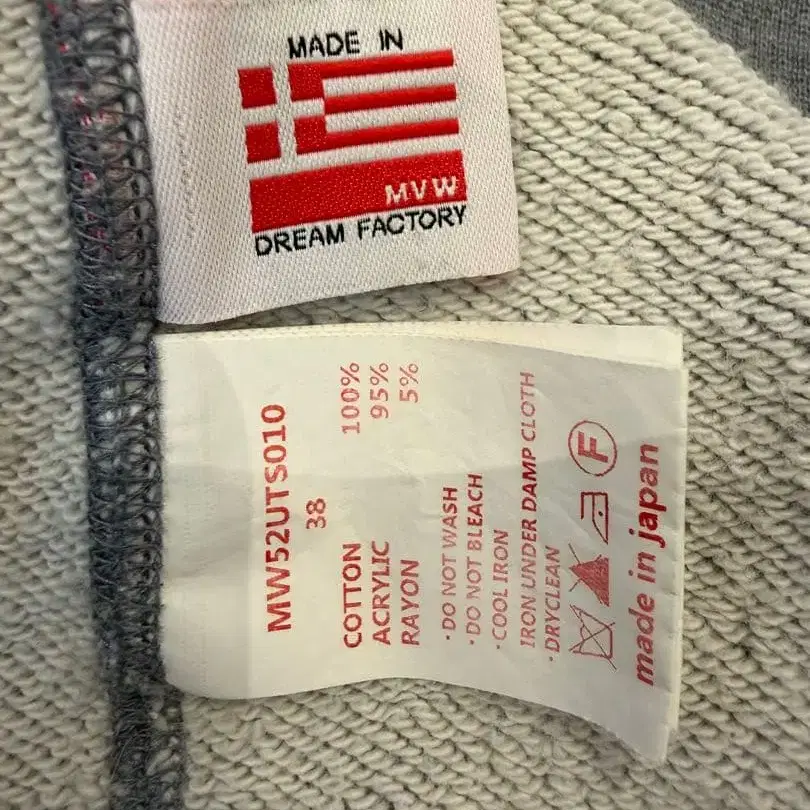 MADE IN
MVW
DREAM FACTORY
MW52UTS010
38
COTTON 100%
ACRYLIC 95%
RAYON 5%
·DO NOT WASH
·DO NOT BLEACH
·COOL IRON
IRON UNDER DAMP CLOTH
·DRYCLEAN
F
made in japan